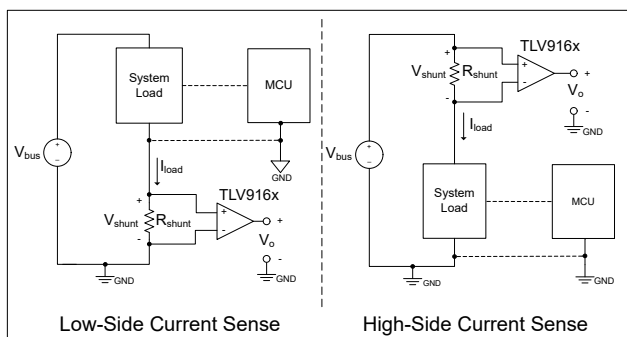 System
Load
MCU
V_bus
+
-
I_load
GND
TLV916x
+
V_shunt
R_shunt
-
+
-
+
V_o
-
GND
GND
Low-Side Current Sense
TLV916x
+
V_shunt
R_shunt
-
+
-
+
V_o
-
GND
I_load
V_bus
+
-
System
Load
MCU
GND
GND
High-Side Current Sense